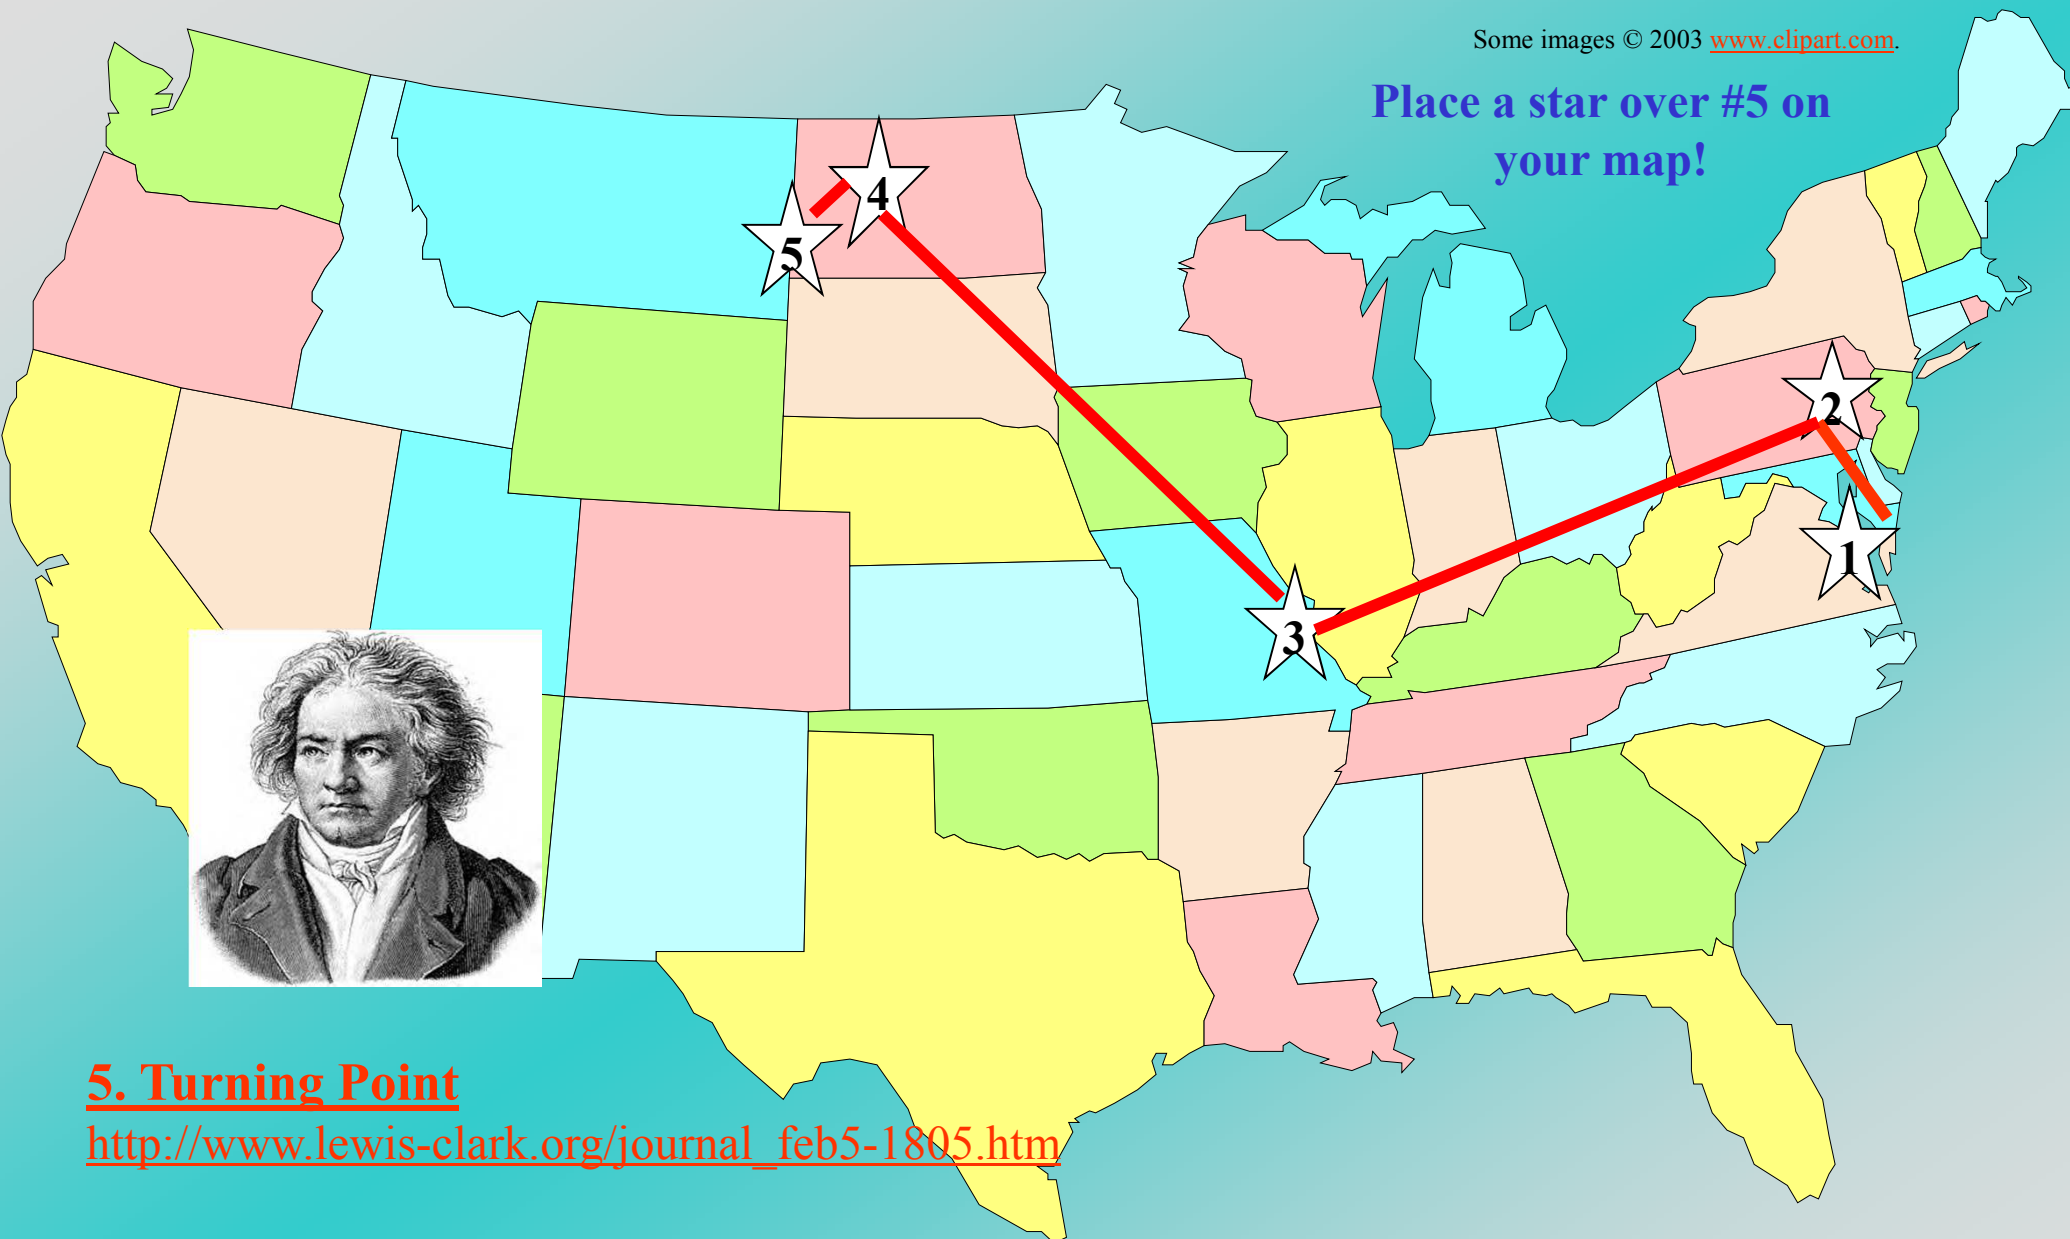 Some images © 2003 www.clipart.com.
Place a star over #5 on
your map!
4
5
2
1
3
5. Turning Point
http://www.lewis-clark.org/journal_feb5-1805.htm